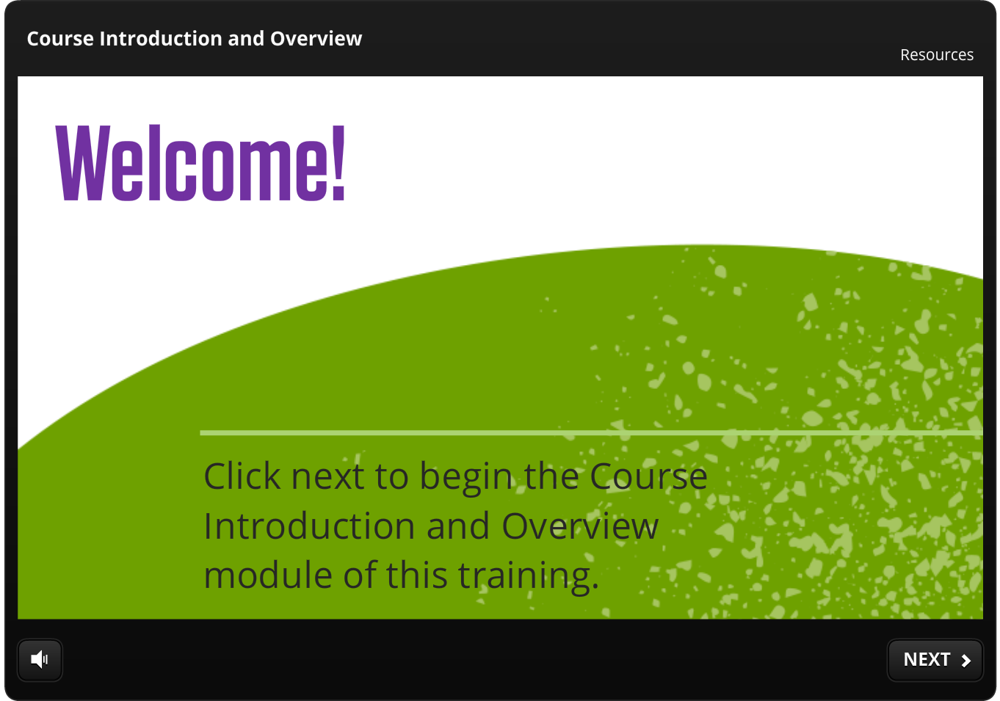 Course Introduction and Overview
Resources
Welcome!
Click next to begin the Course
Introduction and Overview
module of this training.
NEXT